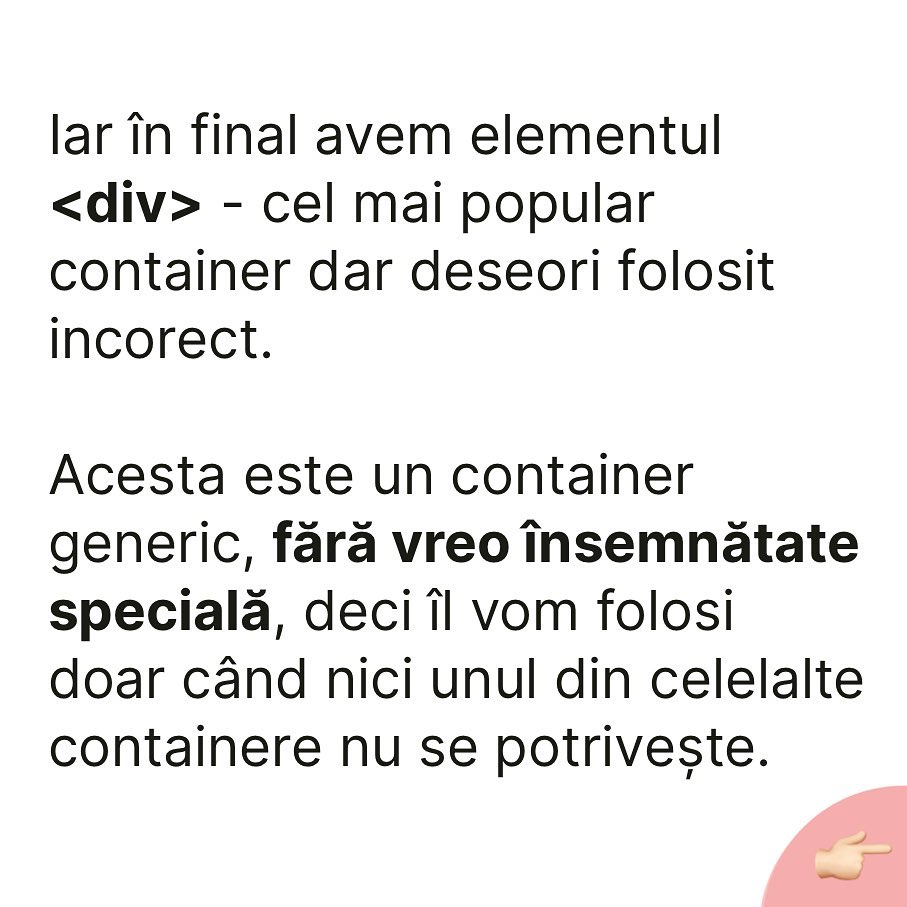 Iar în final avem elementul
<div> - cel mai popular
container dar deseori folosit
incorect.
Acesta este un container
generic, fără vreo însemnătate
specială, deci îl vom folosi
doar când nici unul din celelalte
containere nu se potrivește.